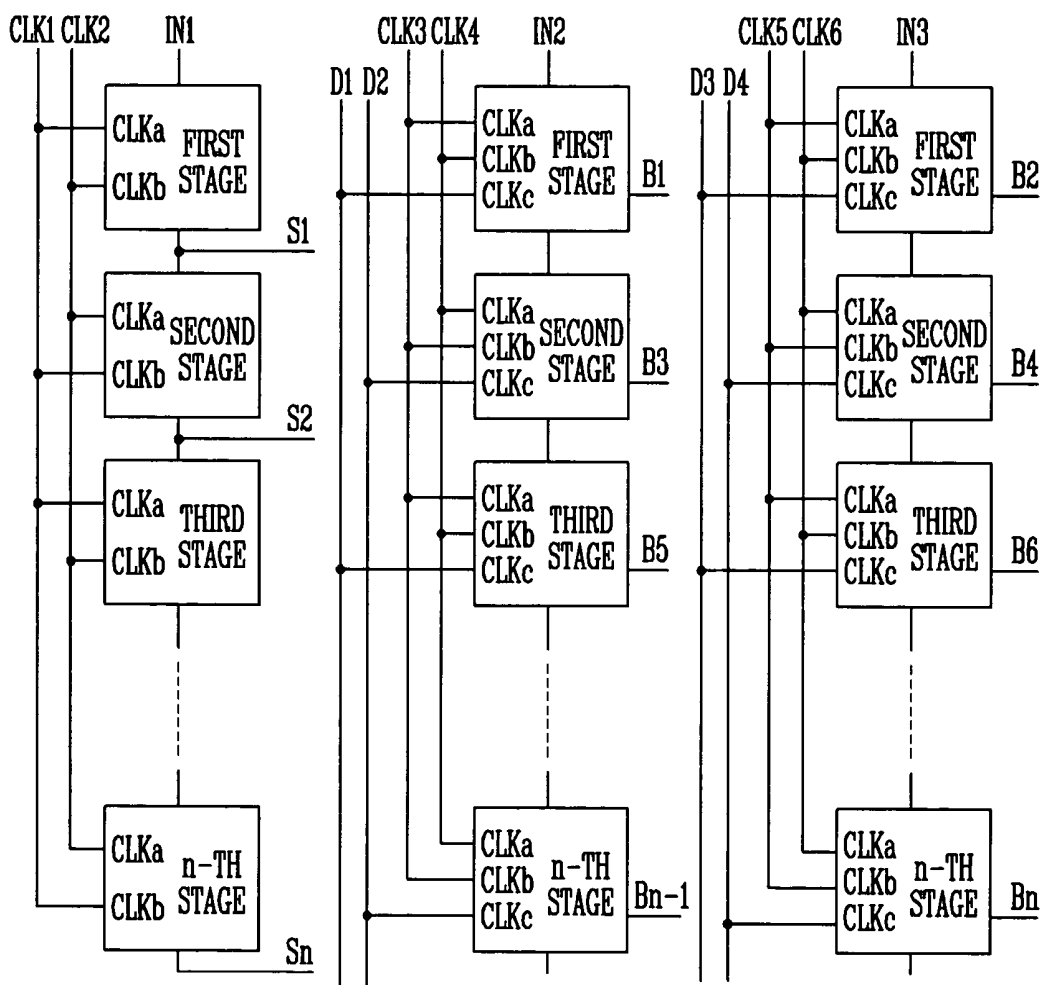 CLK1 CLK2 IN1
CLKa FIRST
STAGE
CLKb
S1
CLKa SECOND
STAGE
CLKb
S2
CLKa THIRD
STAGE
CLKb
CLKa n-TH
STAGE
CLKb
Sn
CLK3 CLK4 IN2
D1 D2
CLKa FIRST
CLKb STAGE
CLKc
B1
CLKa SECOND
CLKb STAGE
CLKc
B3
CLKa THIRD
CLKb STAGE
CLKc
B5
CLKa n-TH
CLKb STAGE
CLKc
Bn-1
CLK5 CLK6 IN3
D3 D4
CLKa FIRST
CLKb STAGE
CLKc
B2
CLKa SECOND
CLKb STAGE
CLKc
B4
CLKa THIRD
CLKb STAGE
CLKc
B6
CLKa n-TH
CLKb STAGE
CLKc
Bn